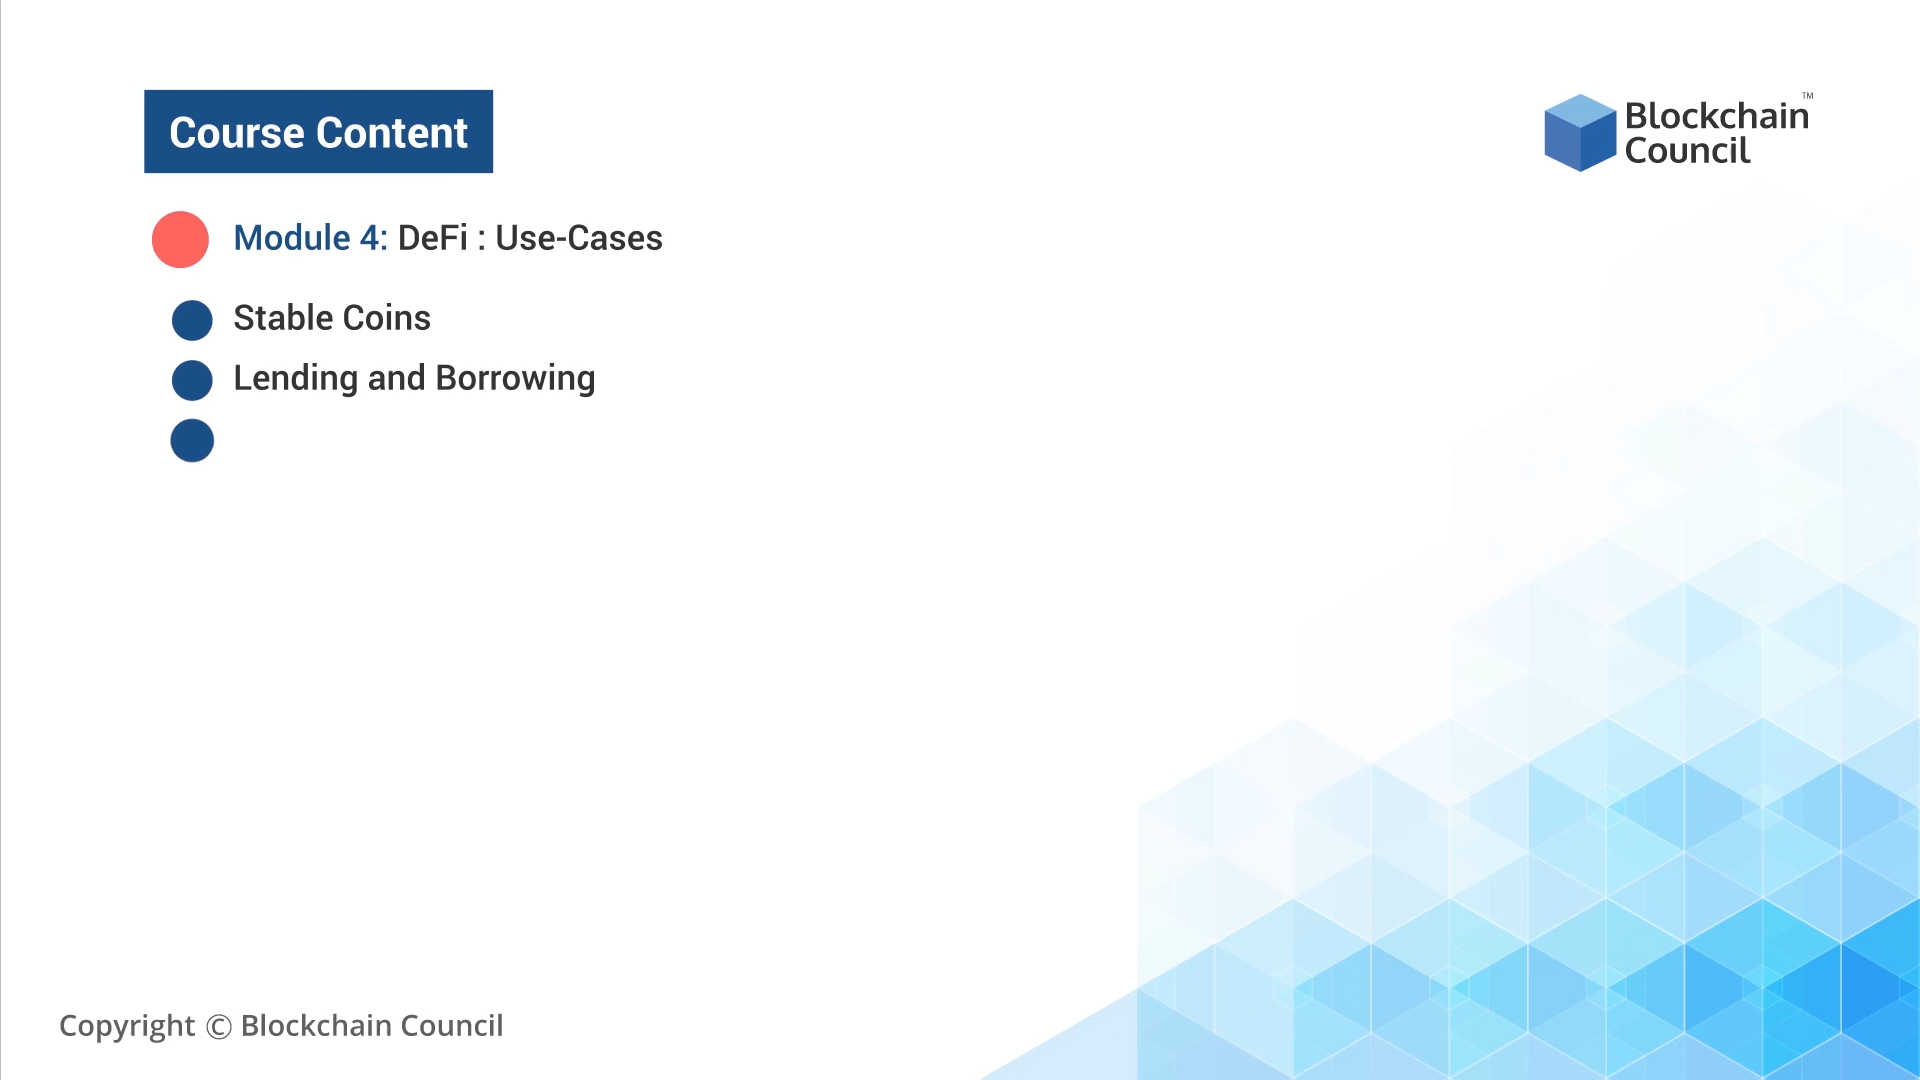 Course Content
Blockchain™
Council
Module 4: DeFi : Use-Cases
Stable Coins
Lending and Borrowing
Copyright © Blockchain Council